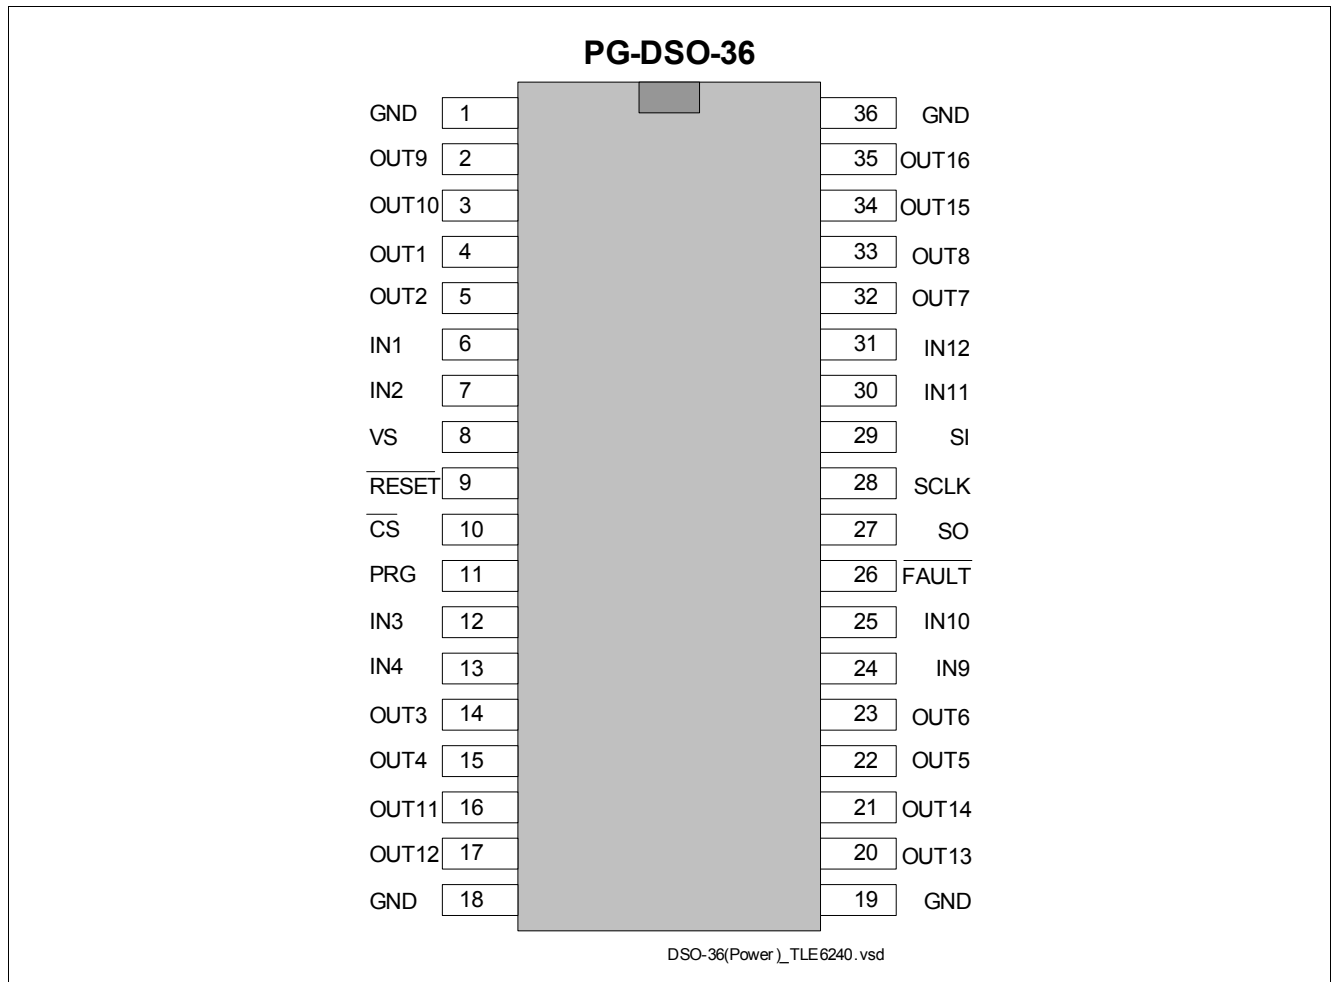 PG-DSO-36
GND 1 36 GND
OUT9 2 35 OUT16
OUT10 3 34 OUT15
OUT1 4 33 OUT8
OUT2 5 32 OUT7
IN1 6 31 IN12
IN2 7 30 IN11
VS 8 29 SI
RESET 9 28 SCLK
CS 10 27 SO
PRG 11 26 FAULT
IN3 12 25 IN10
IN4 13 24 IN9
OUT3 14 23 OUT6
OUT4 15 22 OUT5
OUT11 16 21 OUT14
OUT12 17 20 OUT13
GND 18 19 GND
DSO-36(Power)_TLE6240.vsd